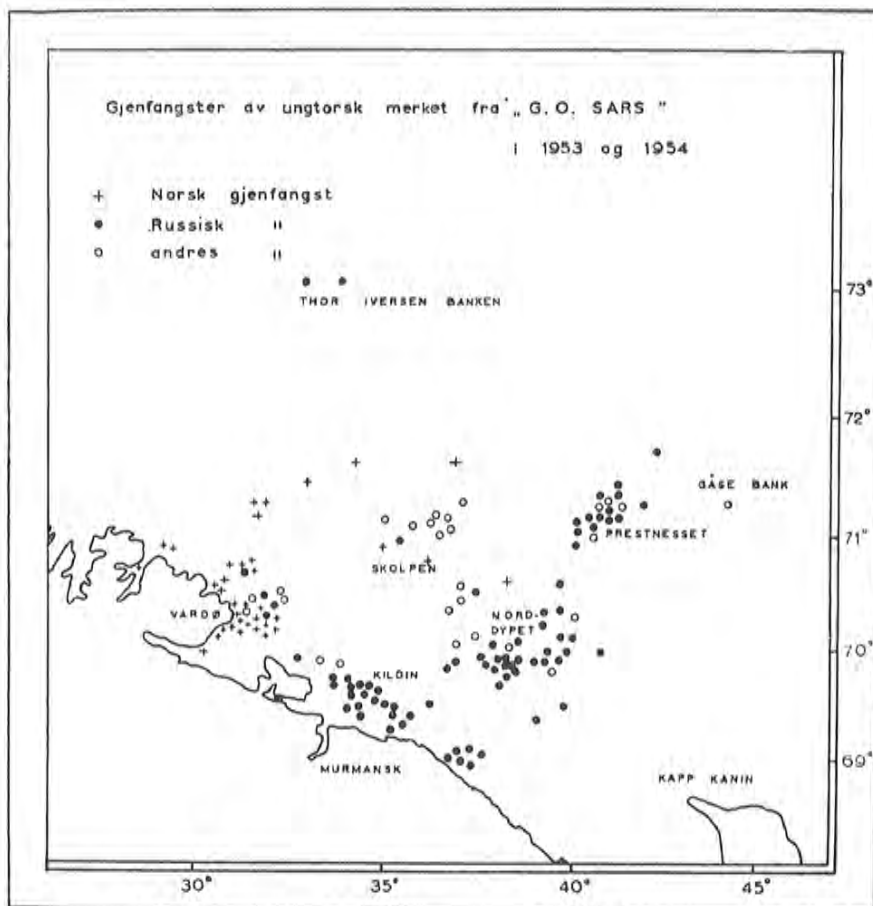 Gjenfangster av ungtorsk merket fra „ G. O. SARS "
i 1953 og 1954
+ Norsk gjenfangst
● Russisk "
○ andres "
THOR IVERSEN BANKEN
73°
72°
GÅSE BANK
PRESTNESSET
71°
SKOLPEN
VARDØ
NORD-
DYPET
70°
KILDIN
MURMANSK
69°
KAPP KANIN
30°
35°
40°
45°